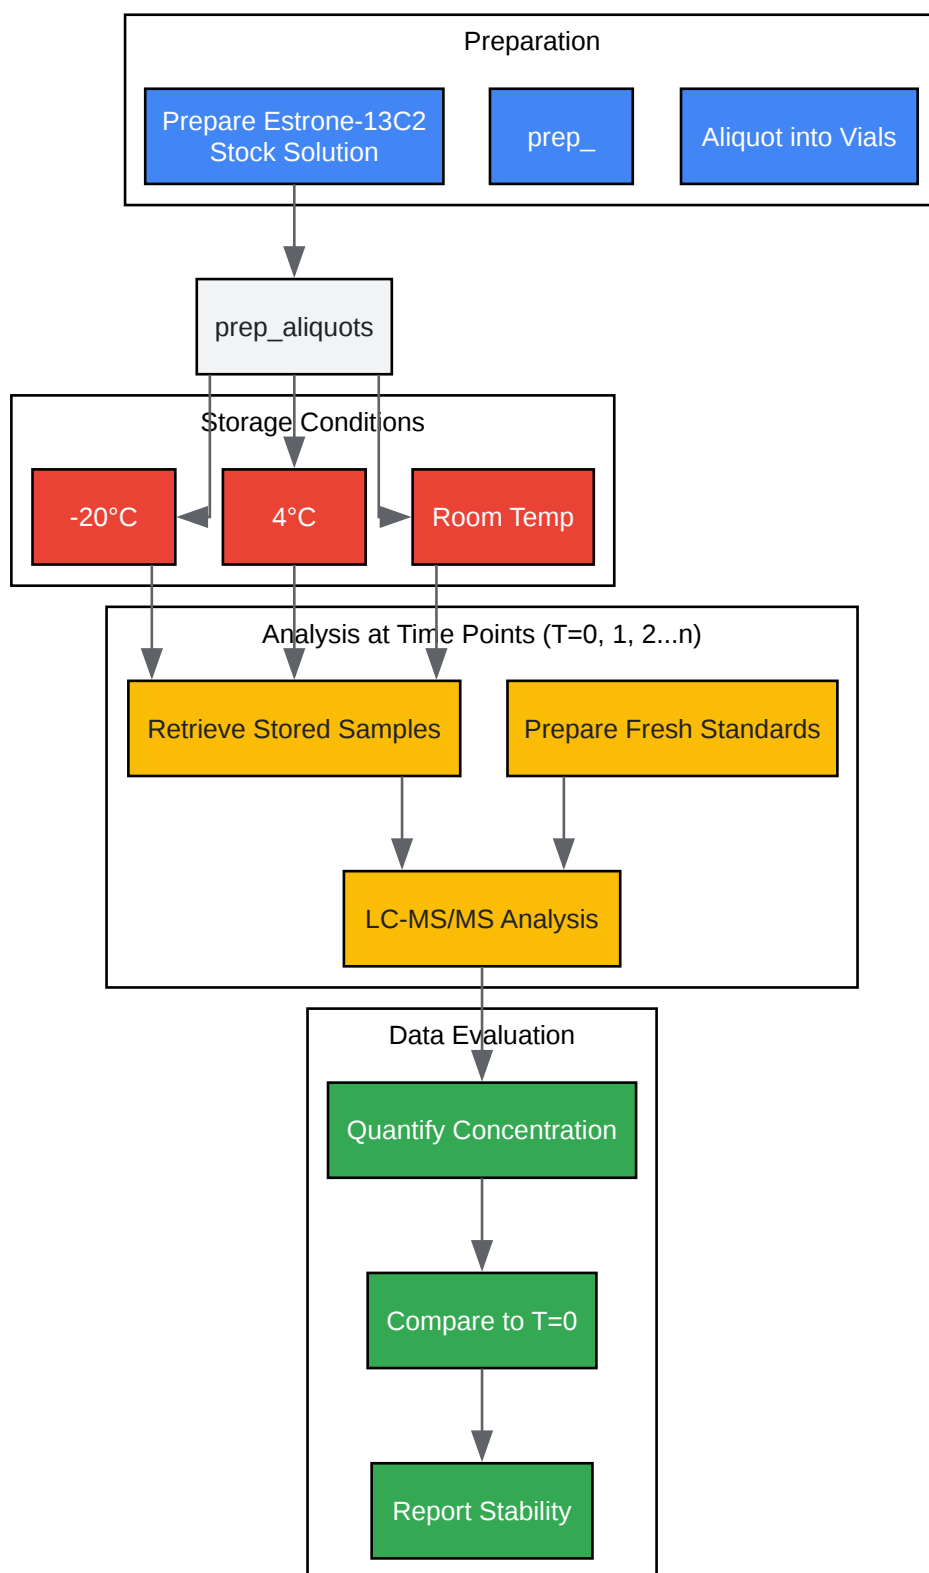 Preparation
Prepare Estrone-13C2
Stock Solution
prep_
Aliquot into Vials
prep_aliquots
Storage Conditions
-20°C
4°C
Room Temp
Analysis at Time Points (T=0, 1, 2...n)
Retrieve Stored Samples
Prepare Fresh Standards
LC-MS/MS Analysis
Data Evaluation
Quantify Concentration
Compare to T=0
Report Stability